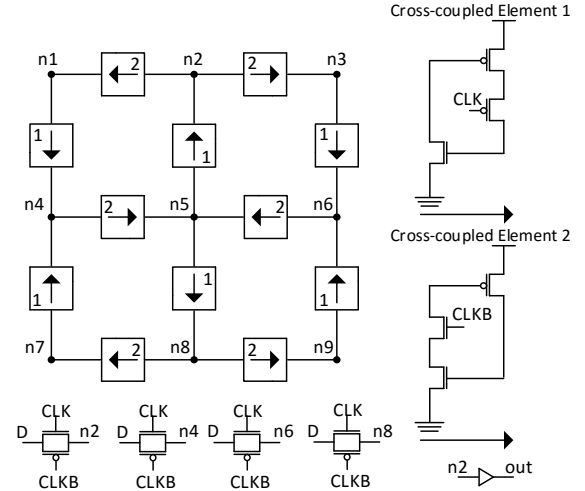 Cross-coupled Element 1
n1 2 n2 2 n3
CLK
1 1 1
n4 2 n5 2 n6
Cross-coupled Element 2
1 1 1
CLKB
n7 2 n8 2 n9
CLK CLK CLK CLK
D n2 D n4 D n6 D n8
CLKB CLKB CLKB CLKB
n2 out